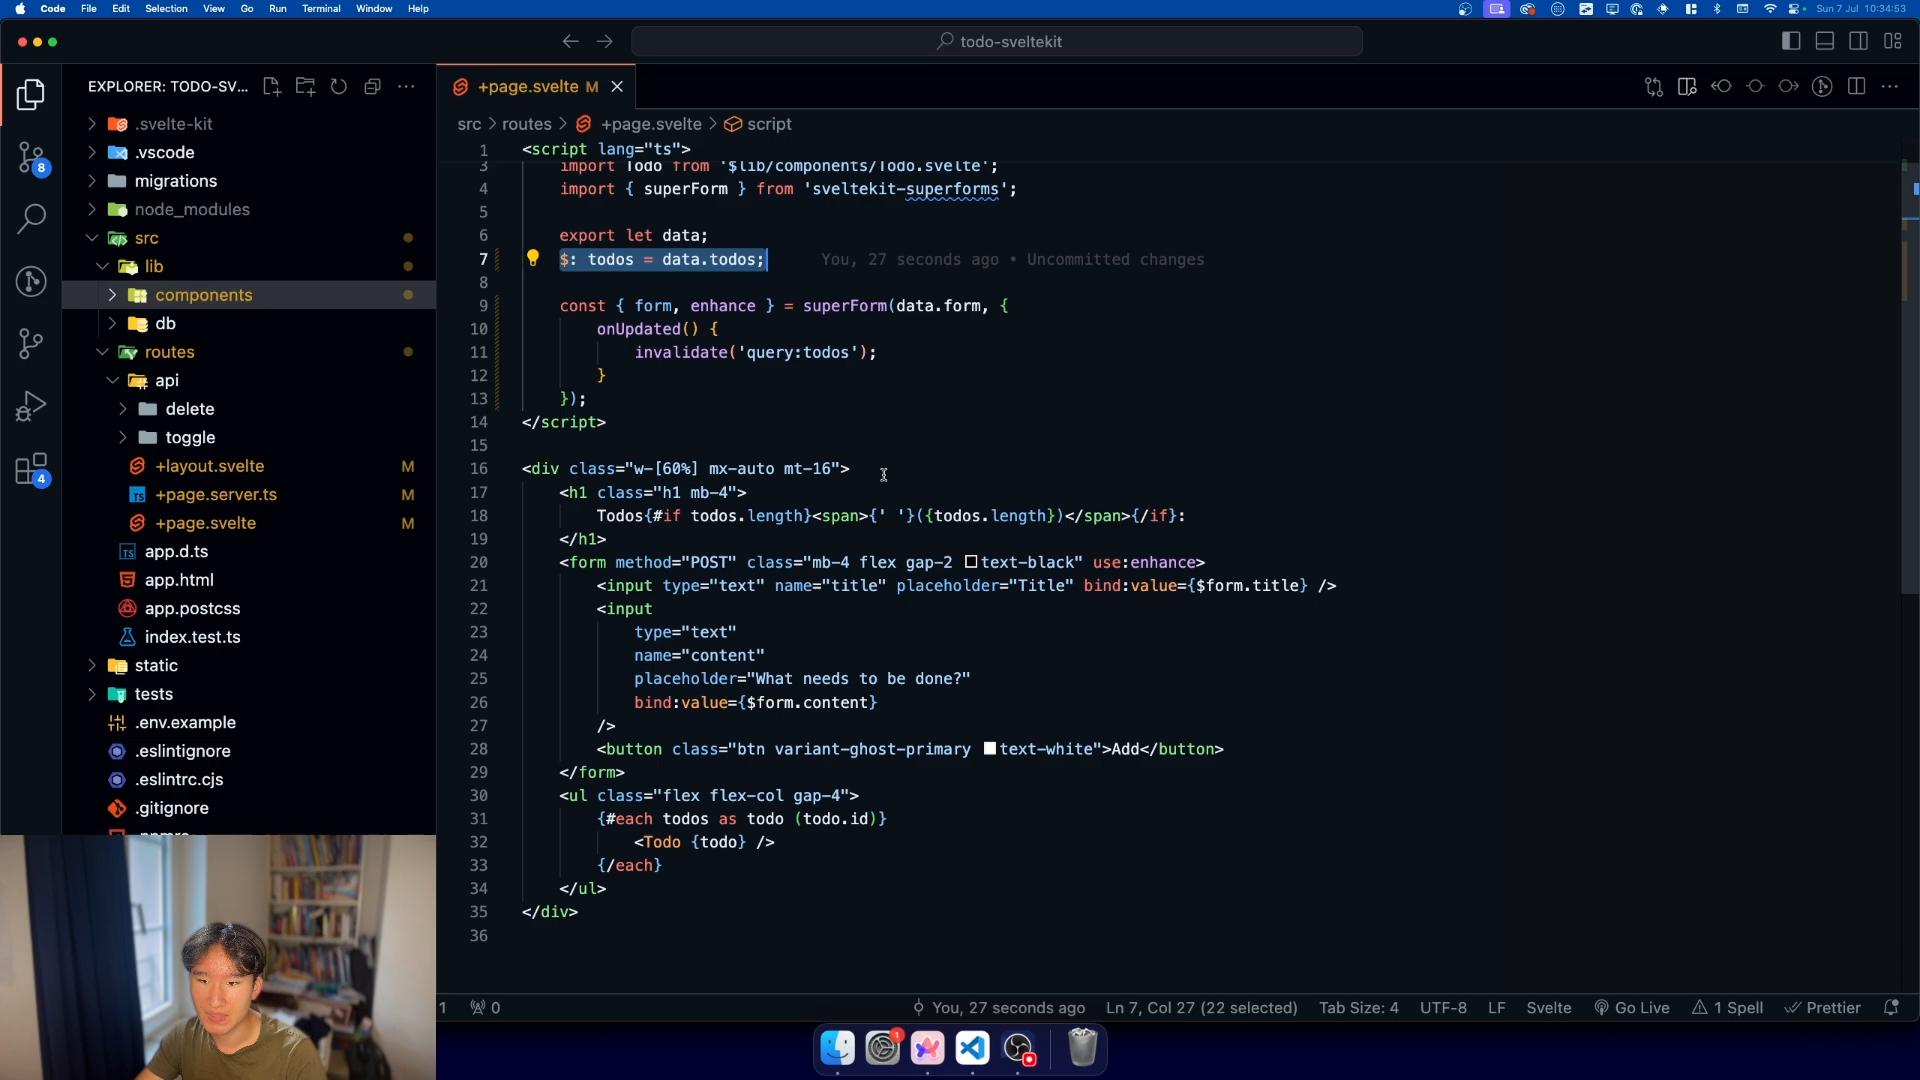 Code File Edit Selection View Go Run Terminal Window Help
Sun 7 Jul 10:34:53
todo-sveltekit
EXPLORER: TODO-SV...
.svelte-kit
.vscode
migrations
node_modules
src
lib
components
db
routes
api
delete
toggle
+layout.svelte M
+page.server.ts M
+page.svelte M
app.d.ts
app.html
app.postcss
index.test.ts
static
tests
.env.example
.eslintignore
.eslintrc.cjs
.gitignore
8
4
+page.svelte M
src > routes > +page.svelte > script
1 <script lang="ts">
3 import Todo from '$lib/components/Todo.svelte';
4 import { superForm } from 'sveltekit-superforms';
5
6 export let data;
7 $: todos = data.todos; You, 27 seconds ago • Uncommitted changes
8
9 const { form, enhance } = superForm(data.form, {
10 onUpdated() {
11 invalidate('query:todos');
12 }
13 });
14 </script>
15
16 <div class="w-[60%] mx-auto mt-16">
17 <h1 class="h1 mb-4">
18 Todos{#if todos.length}<span>{' '}({todos.length})</span>{/if}:
19 </h1>
20 <form method="POST" class="mb-4 flex gap-2 text-black" use:enhance>
21 <input type="text" name="title" placeholder="Title" bind:value={$form.title} />
22 <input
23 type="text"
24 name="content"
25 placeholder="What needs to be done?"
26 bind:value={$form.content}
27 />
28 <button class="btn variant-ghost-primary text-white">Add</button>
29 </form>
30 <ul class="flex flex-col gap-4">
31 {#each todos as todo (todo.id)}
32 <Todo {todo} />
33 {/each}
34 </ul>
35 </div>
36
1 0 You, 27 seconds ago Ln 7, Col 27 (22 selected) Tab Size: 4 UTF-8 LF Svelte Go Live 1 Spell Prettier
1